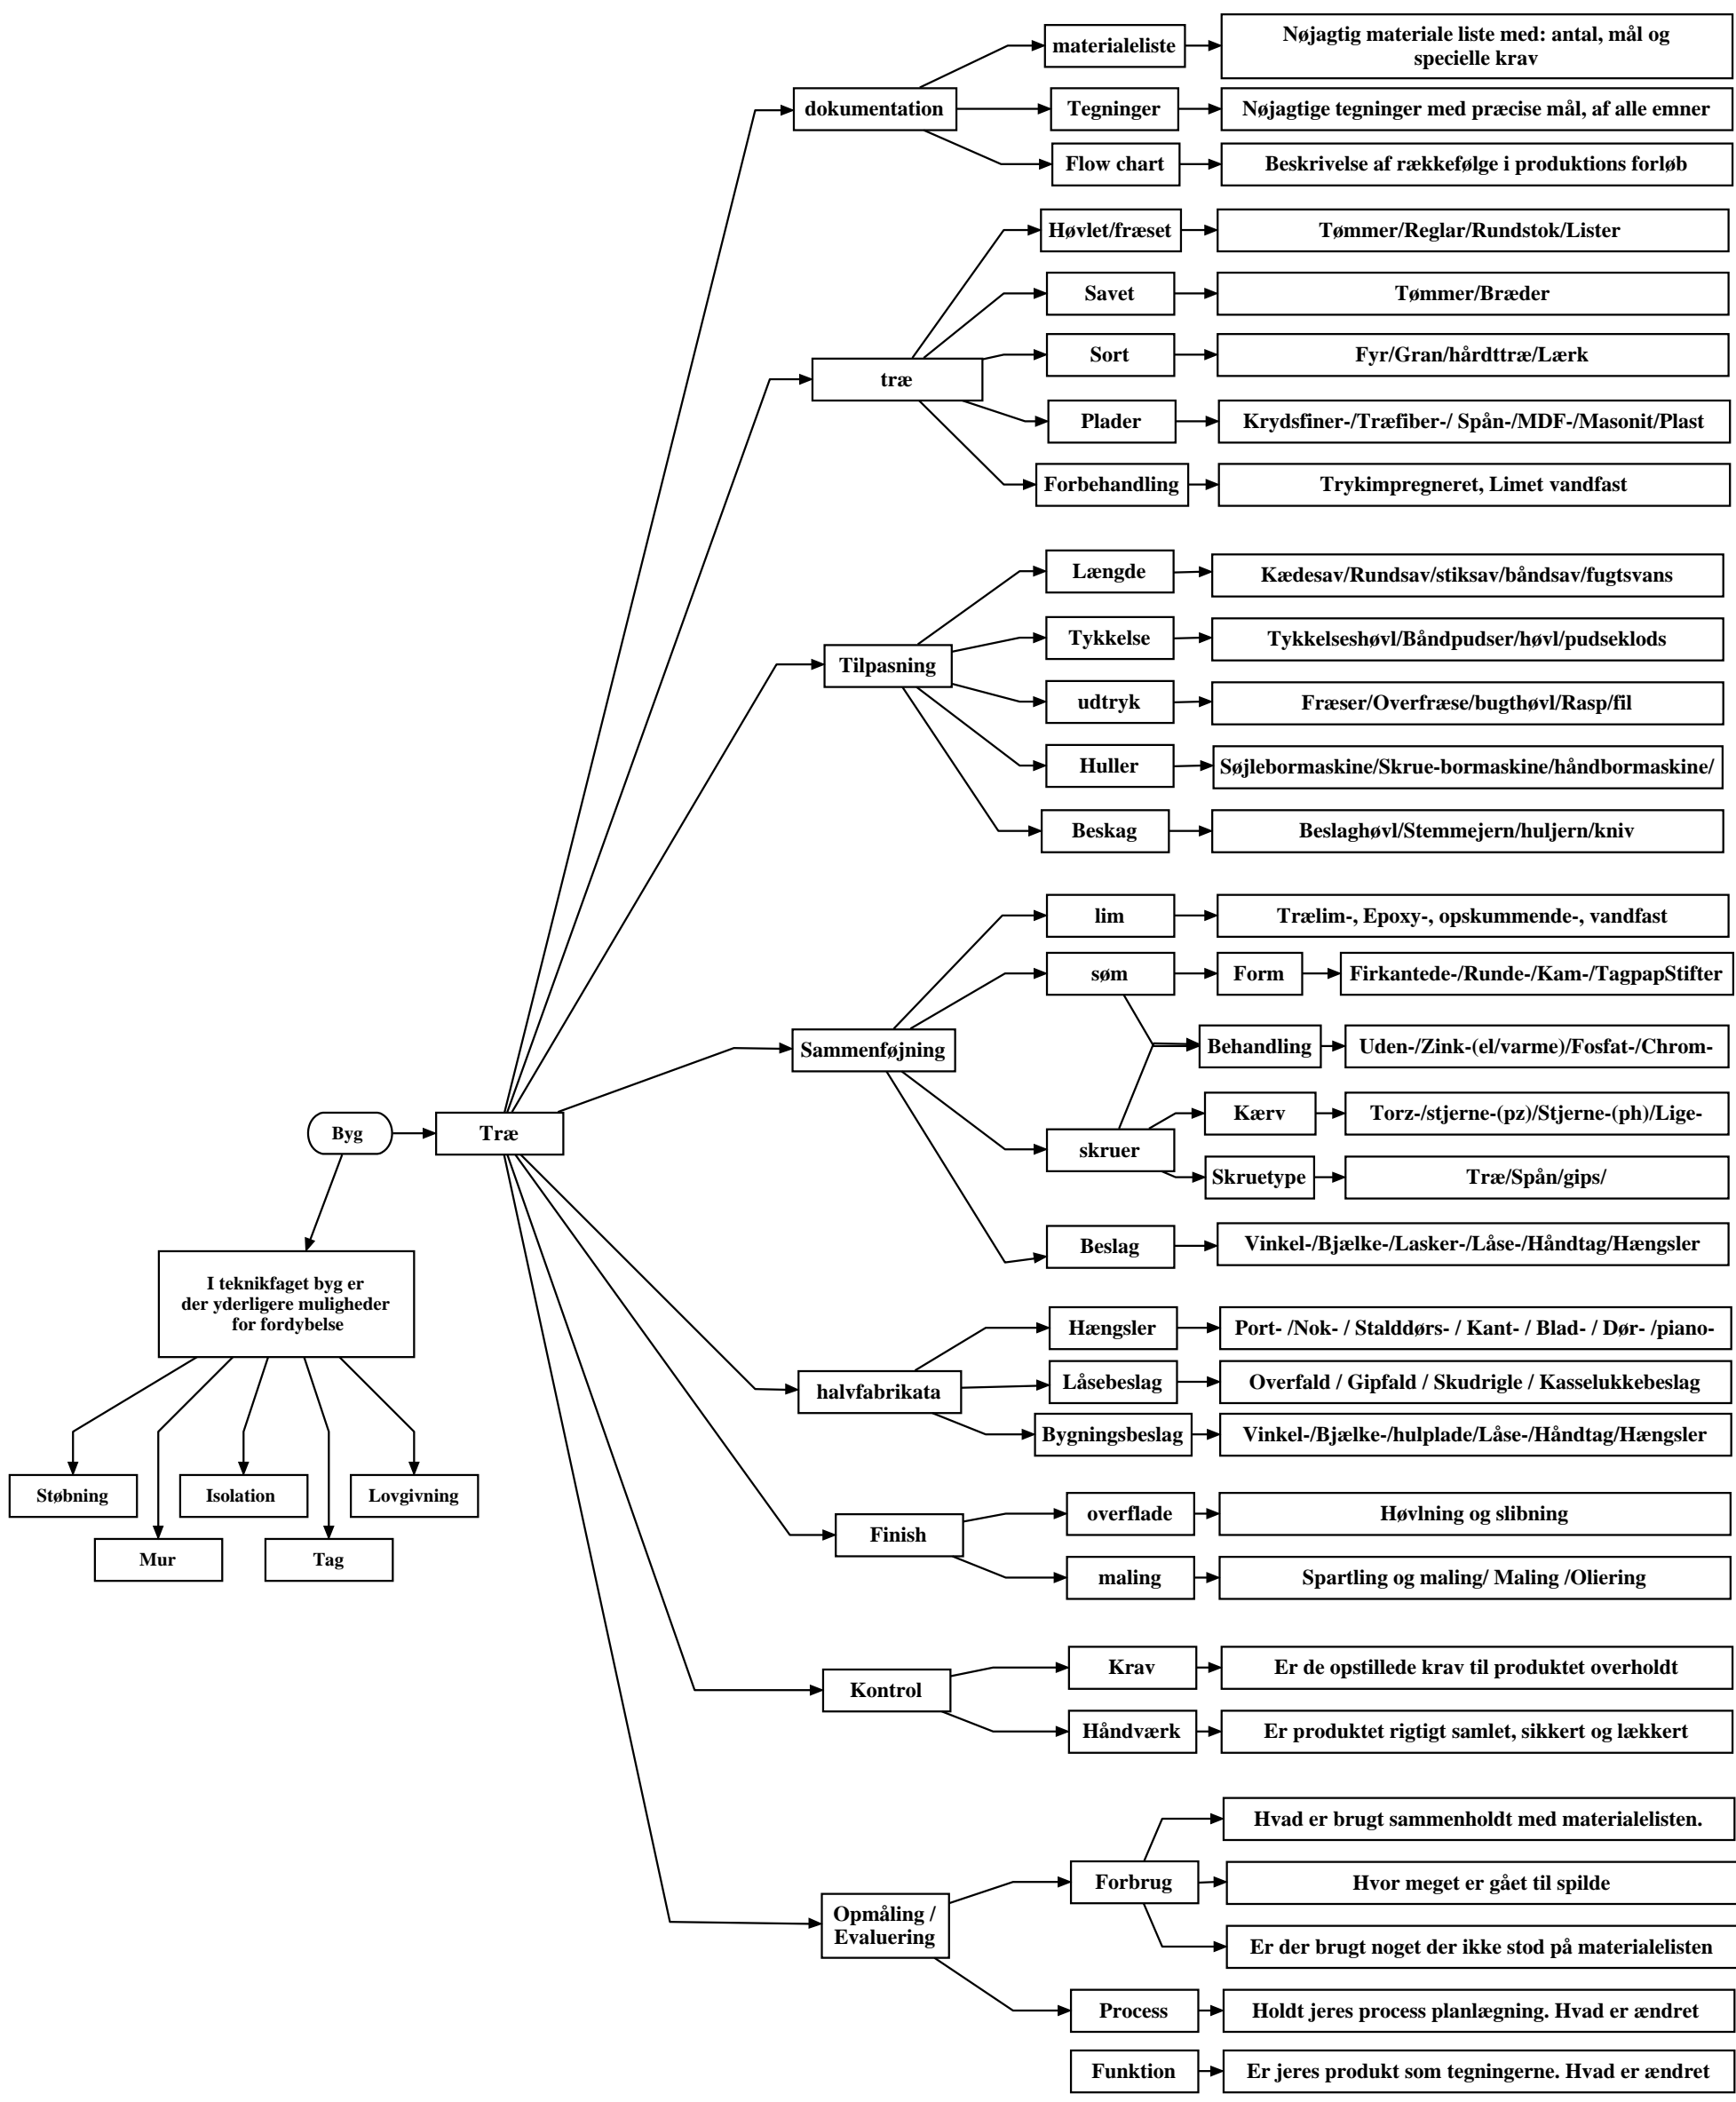 materialeliste
Nøjagtig materiale liste med: antal, mål og
specielle krav
dokumentation
Tegninger
Nøjagtige tegninger med præcise mål, af alle emner
Flow chart
Beskrivelse af rækkefølge i produktions forløb
Høvlet/fræset
Tømmer/Reglar/Rundstok/Lister
Savet
Tømmer/Bræder
Sort
Fyr/Gran/hårdttræ/Lærk
træ
Plader
Krydsfiner-/Træfiber-/ Spån-/MDF-/Masonit/Plast
Forbehandling
Trykimpregneret, Limet vandfast
Længde
Kædesav/Rundsav/stiksav/båndsav/fugtsvans
Tykkelse
Tykkelseshøvl/Båndpudser/høvl/pudseklods
Tilpasning
udtryk
Fræser/Overfræse/bugthøvl/Rasp/fil
Huller
Søjlebormaskine/Skrue-bormaskine/håndbormaskine/
Beskag
Beslaghøvl/Stemmejern/huljern/kniv
lim
Trælim-, Epoxy-, opskummende-, vandfast
søm
Form
Firkantede-/Runde-/Kam-/TagpapStifter
Sammenføjning
Behandling
Uden-/Zink-(el/varme)/Fosfat-/Chrom-
Kærv
Torz-/stjerne-(pz)/Stjerne-(ph)/Lige-
Byg
Træ
skruer
Skruetype
Træ/Spån/gips/
Beslag
Vinkel-/Bjælke-/Lasker-/Låse-/Håndtag/Hængsler
I teknikfaget byg er
der yderligere muligheder
for fordybelse
Hængsler
Port- /Nok- / Stalddørs- / Kant- / Blad- / Dør- /piano-
halvfabrikata
Låsebeslag
Overfald / Gipfald / Skudrigle / Kasselukkebeslag
Bygningsbeslag
Vinkel-/Bjælke-/hulplade/Låse-/Håndtag/Hængsler
Støbning
Isolation
Lovgivning
Mur
Tag
overflade
Høvlning og slibning
Finish
maling
Spartling og maling/ Maling /Oliering
Krav
Er de opstillede krav til produktet overholdt
Kontrol
Håndværk
Er produktet rigtigt samlet, sikkert og lækkert
Hvad er brugt sammenholdt med materialelisten.
Forbrug
Hvor meget er gået til spilde
Opmåling /
Evaluering
Er der brugt noget der ikke stod på materialelisten
Process
Holdt jeres process planlægning. Hvad er ændret
Funktion
Er jeres produkt som tegningerne. Hvad er ændret